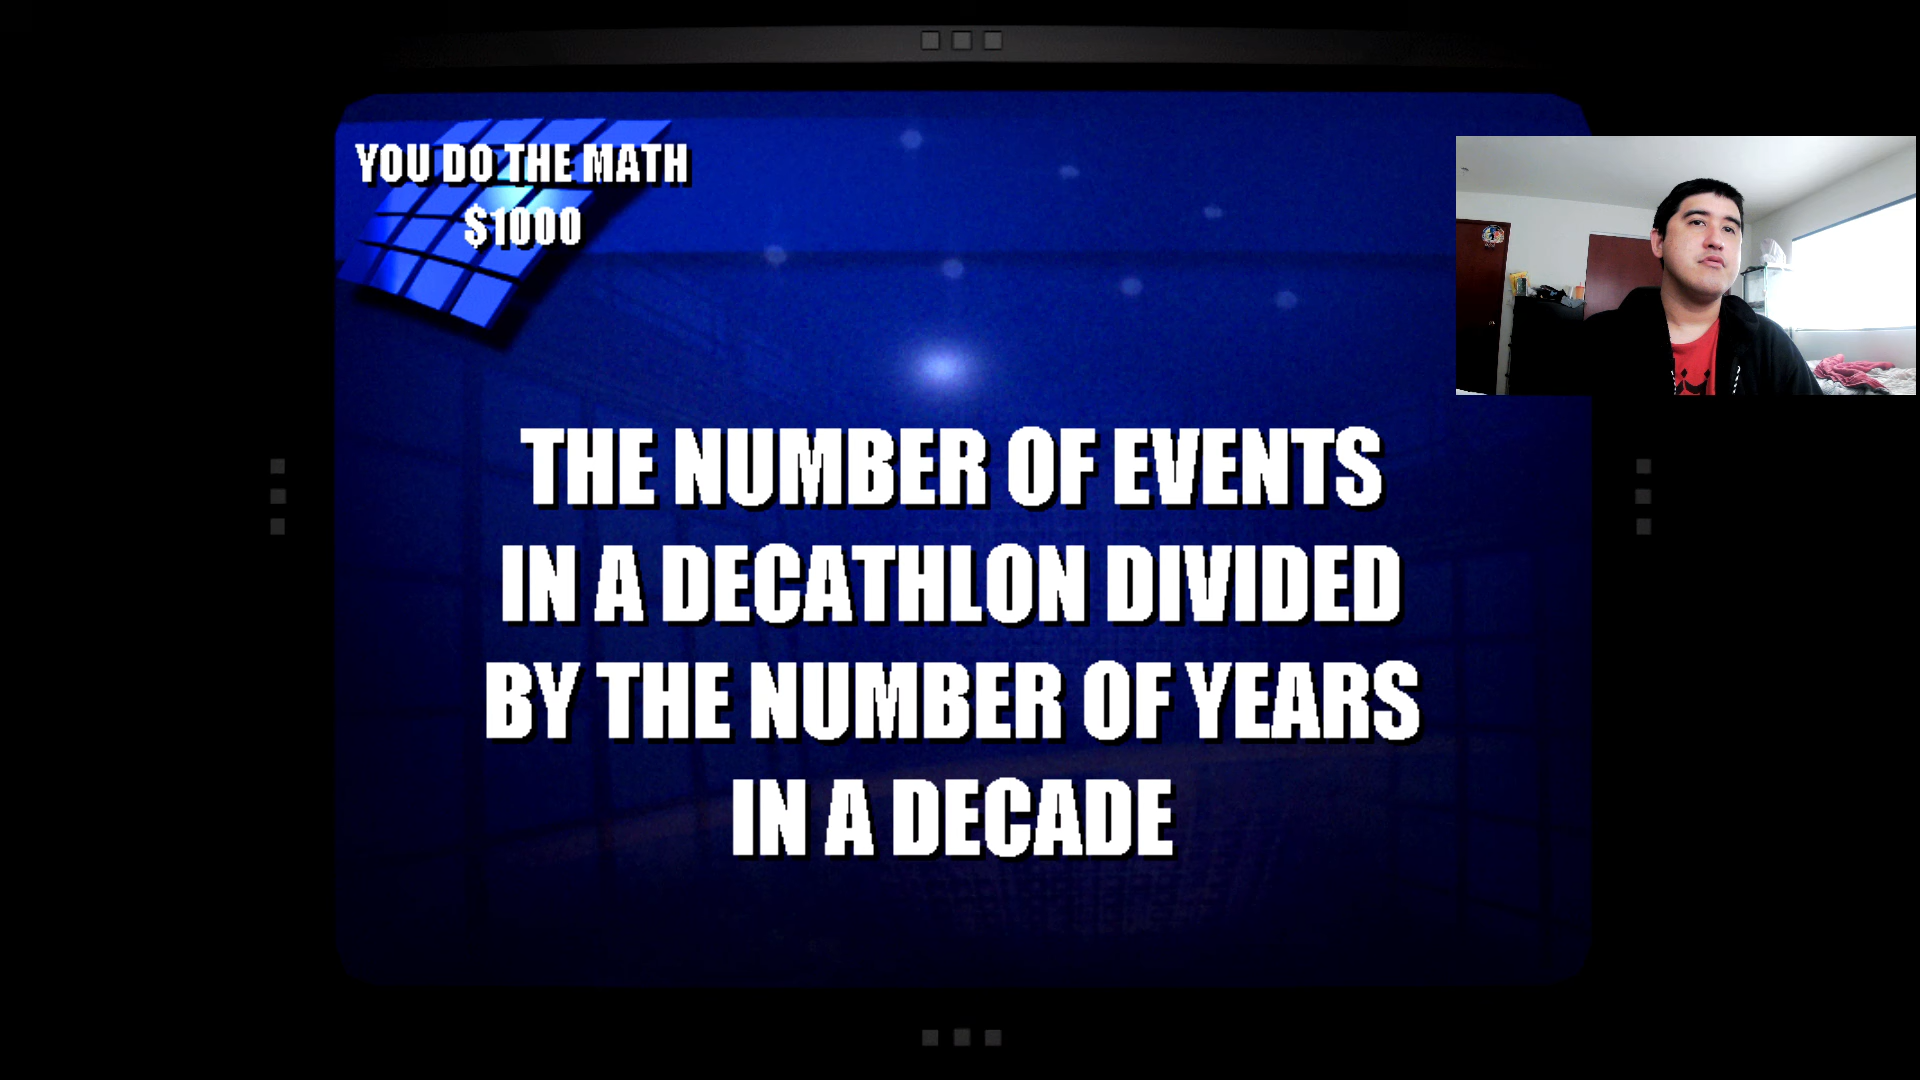 YOU DO THE MATH
$1000
THE NUMBER OF EVENTS
IN A DECATHLON DIVIDED
BY THE NUMBER OF YEARS
IN A DECADE